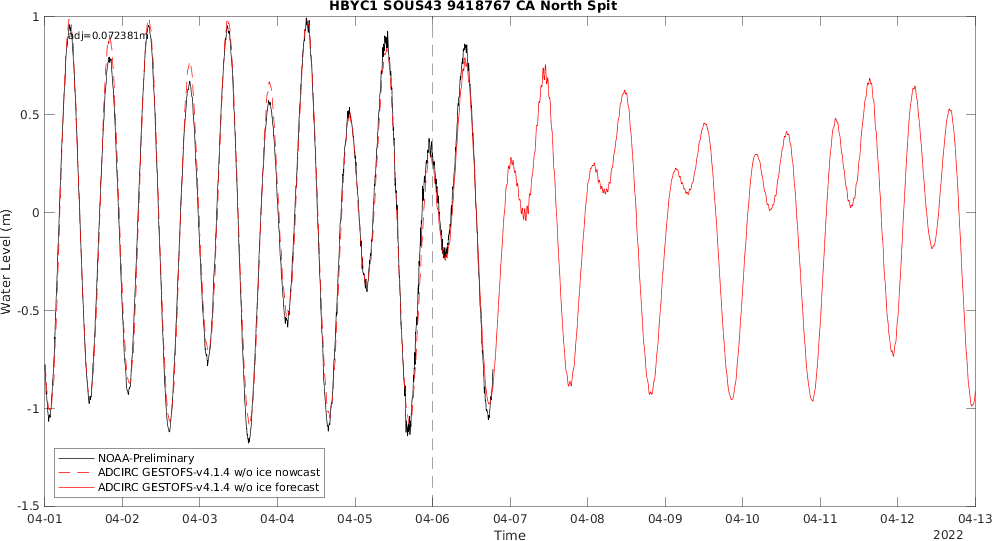 HBYC1 SOUS43 9418767 CA North Spit
adj=0.072381m
1
0.5
0
-0.5
-1
-1.5
Water Level (m)
NOAA-Preliminary
ADCIRC GESTOFS-v4.1.4 w/o ice nowcast
ADCIRC GESTOFS-v4.1.4 w/o ice forecast
04-01 04-02 04-03 04-04 04-05 04-06 04-07 04-08 04-09 04-10 04-11 04-12 04-13
Time
2022